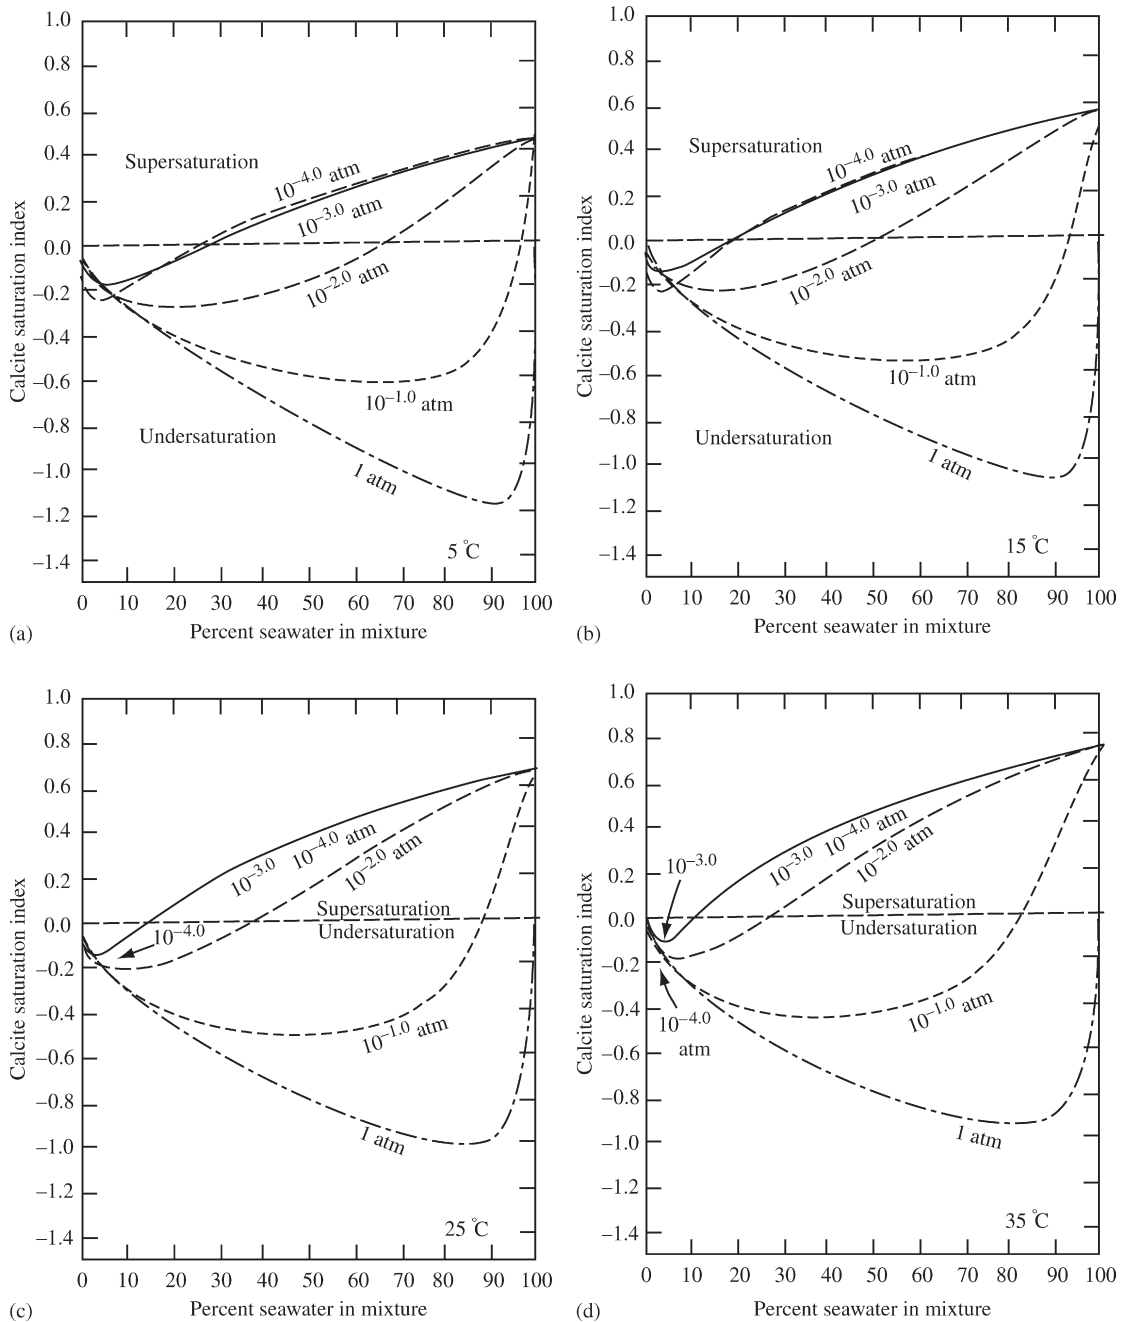 1.0
0.8
0.6
0.4
0.2
0.0
–0.2
–0.4
–0.6
–0.8
–1.0
–1.2
–1.4
Calcite saturation index
Supersaturation
10–4.0 atm
10–3.0 atm
10–2.0 atm
10–1.0 atm
Undersaturation
1 atm
5 °C
0 10 20 30 40 50 60 70 80 90 100
Percent seawater in mixture
(a)
1.0
0.8
0.6
0.4
0.2
0.0
–0.2
–0.4
–0.6
–0.8
–1.0
–1.2
–1.4
Calcite saturation index
Supersaturation
10–4.0 atm
10–3.0 atm
10–2.0 atm
10–1.0 atm
Undersaturation
1 atm
15 °C
0 10 20 30 40 50 60 70 80 90 100
Percent seawater in mixture
(b)
1.0
0.8
0.6
0.4
0.2
0.0
–0.2
–0.4
–0.6
–0.8
–1.0
–1.2
–1.4
Calcite saturation index
10–3.0 10–4.0 atm
10–2.0 atm
Supersaturation
Undersaturation
10–4.0
10–1.0 atm
1 atm
25 °C
0 10 20 30 40 50 60 70 80 90 100
Percent seawater in mixture
(c)
1.0
0.8
0.6
0.4
0.2
0.0
–0.2
–0.4
–0.6
–0.8
–1.0
–1.2
–1.4
Calcite saturation index
10–3.0
10–3.0 10–4.0 atm
10–2.0 atm
Supersaturation
Undersaturation
10–4.0
atm
10–1.0 atm
1 atm
35 °C
0 10 20 30 40 50 60 70 80 90 100
Percent seawater in mixture
(d)